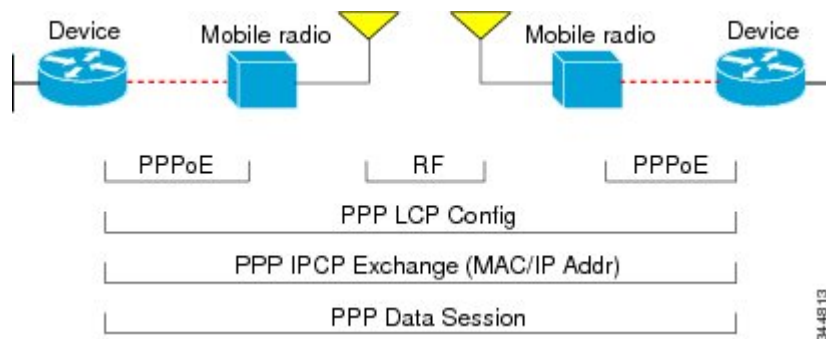 Device
Mobile radio
Mobile radio
Device
PPPoE
RF
PPPoE
PPP LCP Config
PPP IPCP Exchange (MAC/IP Addr)
PPP Data Session
344813